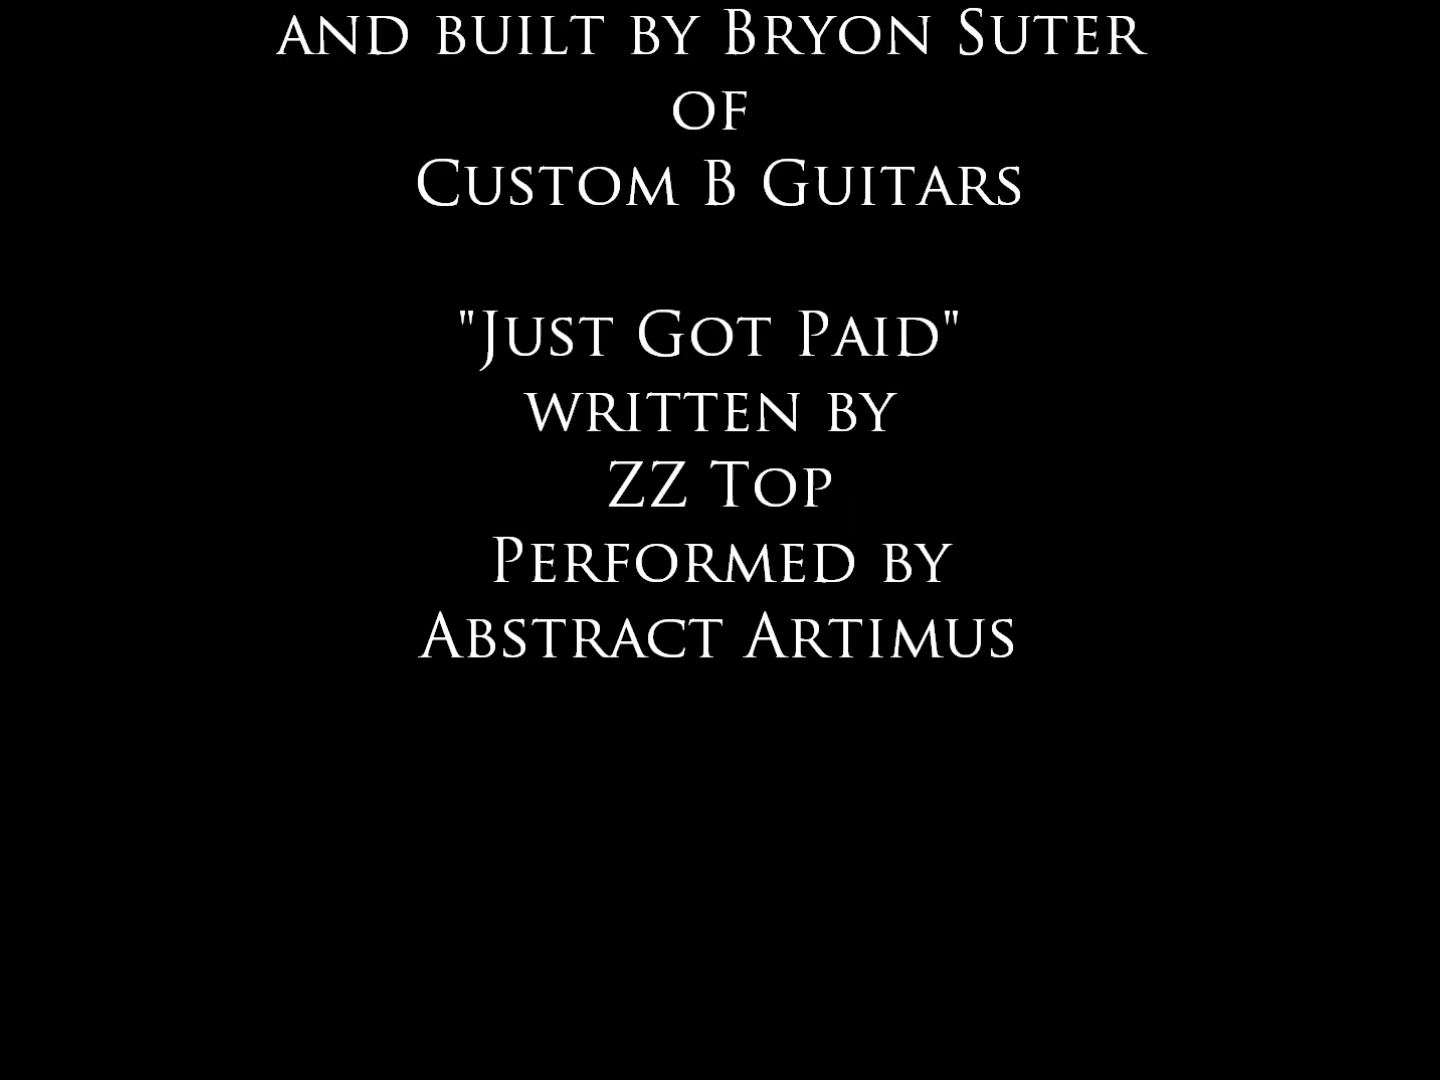 and built by Bryon Suter
of
Custom B Guitars
"Just Got Paid"
written by
ZZ Top
Performed by
Abstract Artimus